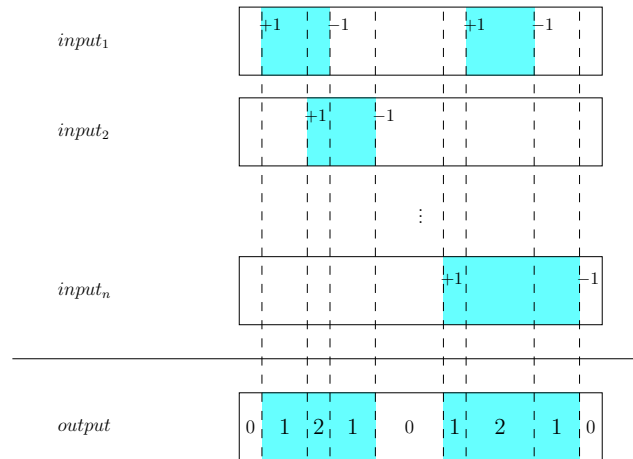 input₁ +1 −1 +1 −1
input₂ +1 −1
⋮
inputₙ +1 −1
output 0 1 2 1 0 1 2 1 0